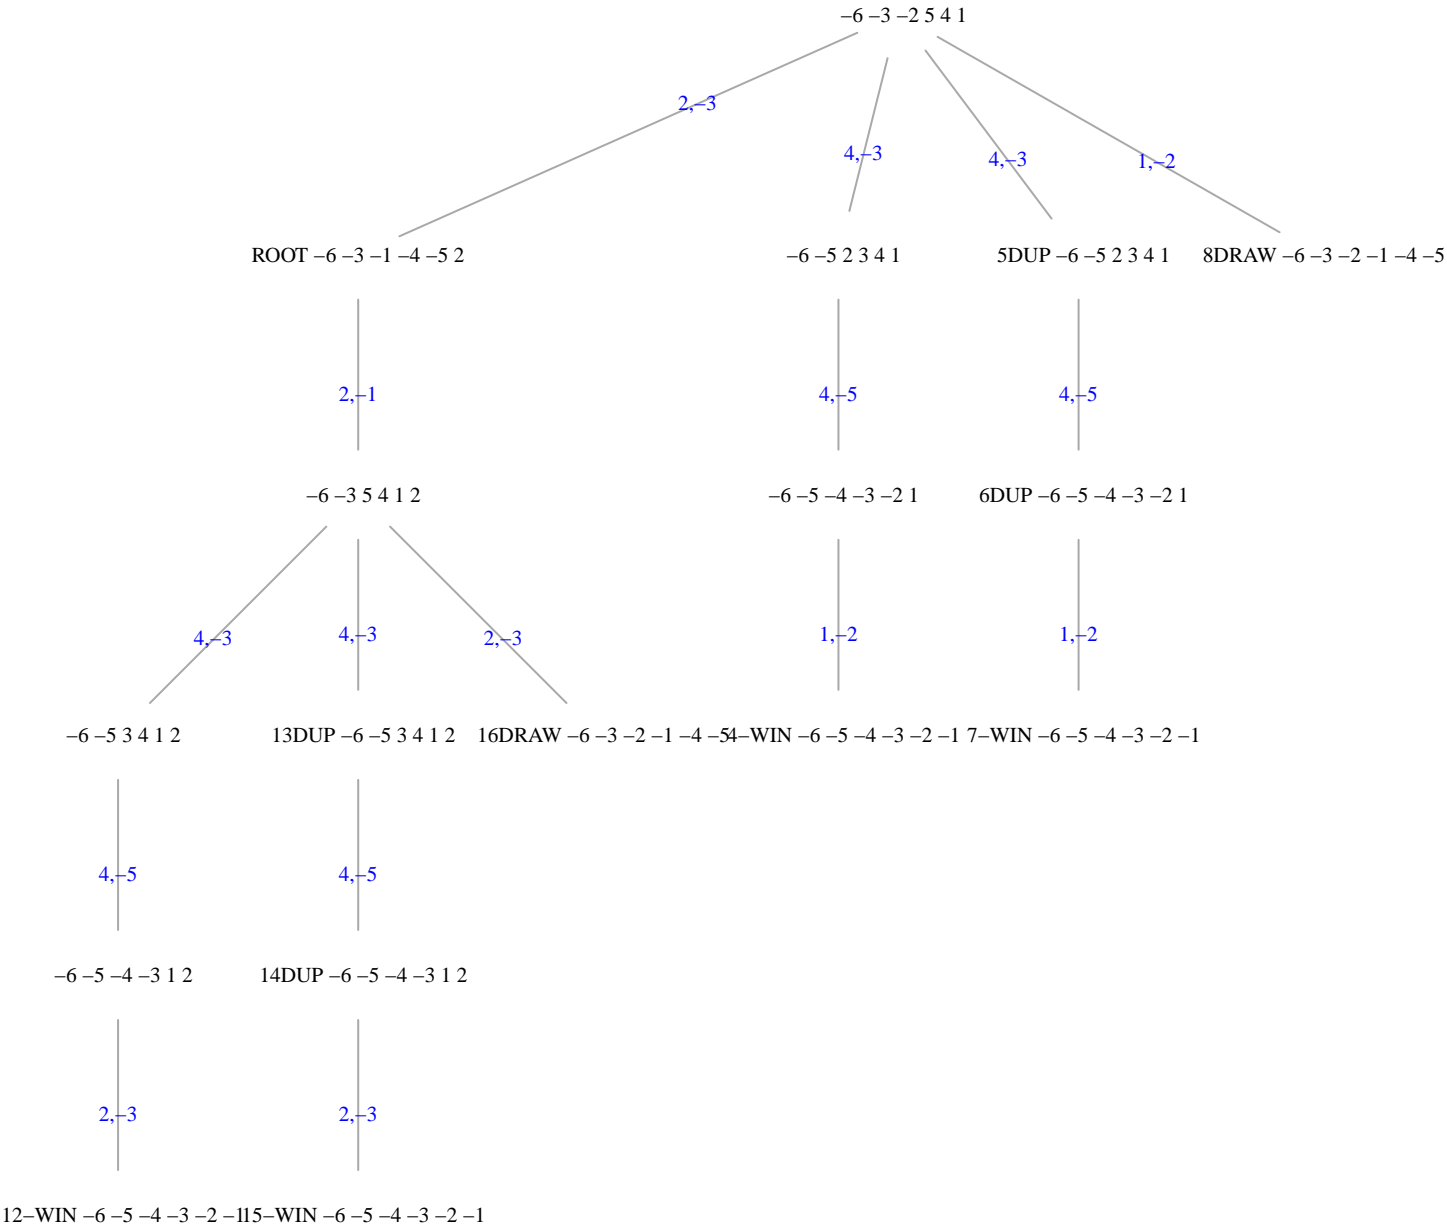 −6 −3 −2 5 4 1
2,−3
4,−3
4,−3
1,−2
ROOT −6 −3 −1 −4 −5 2
−6 −5 2 3 4 1
5DUP −6 −5 2 3 4 1
8DRAW −6 −3 −2 −1 −4 −5
2,−1
4,−5
4,−5
−6 −3 5 4 1 2
−6 −5 −4 −3 −2 1
6DUP −6 −5 −4 −3 −2 1
4,−3
4,−3
2,−3
1,−2
1,−2
−6 −5 3 4 1 2
13DUP −6 −5 3 4 1 2
16DRAW −6 −3 −2 −1 −4 −5
4−WIN −6 −5 −4 −3 −2 −1
7−WIN −6 −5 −4 −3 −2 −1
4,−5
4,−5
−6 −5 −4 −3 1 2
14DUP −6 −5 −4 −3 1 2
2,−3
2,−3
12−WIN −6 −5 −4 −3 −2 −1
15−WIN −6 −5 −4 −3 −2 −1